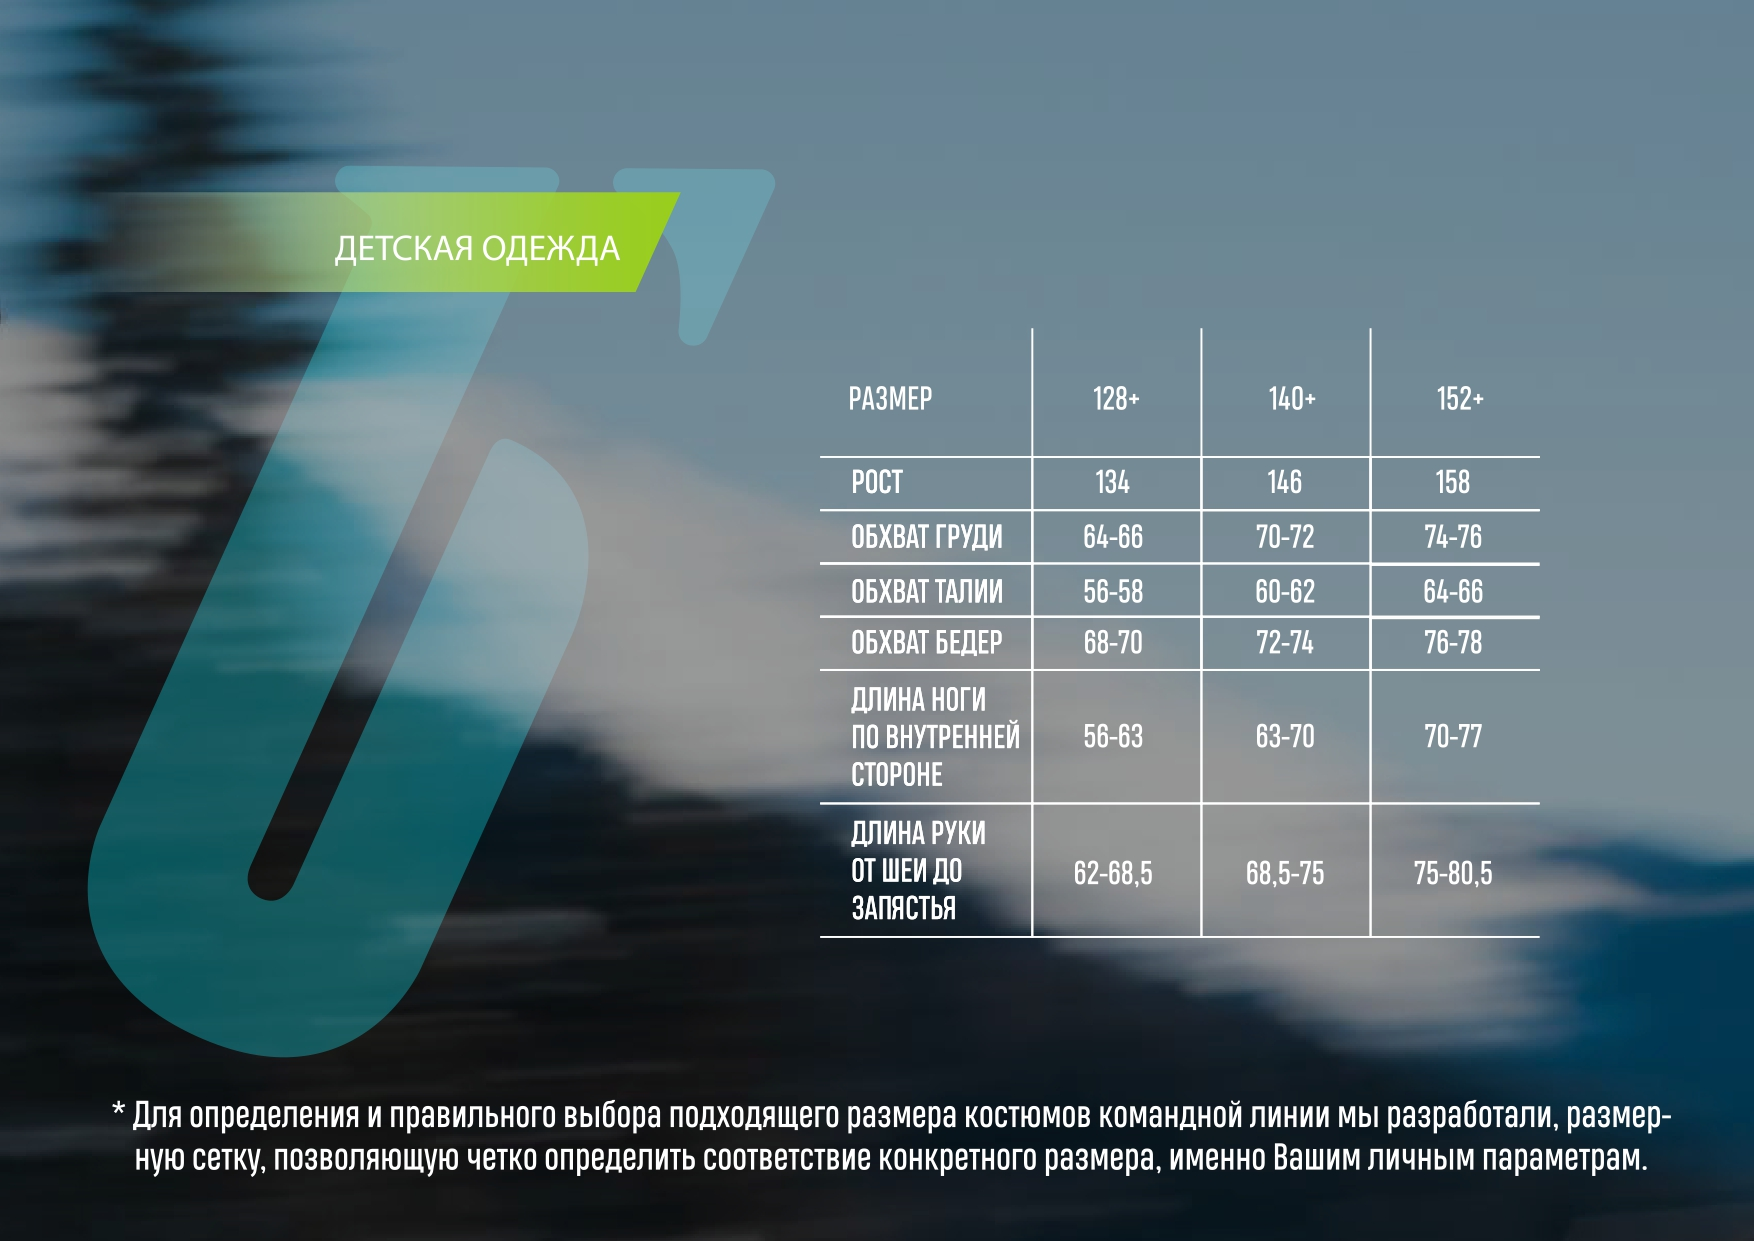 ДЕТСКАЯ ОДЕЖДА
РАЗМЕР 128+ 140+ 152+
РОСТ 134 146 158
ОБХВАТ ГРУДИ 64-66 70-72 74-76
ОБХВАТ ТАЛИИ 56-58 60-62 64-66
ОБХВАТ БЕДЕР 68-70 72-74 76-78
ДЛИНА НОГИ
ПО ВНУТРЕННЕЙ 56-63 63-70 70-77
СТОРОНЕ
ДЛИНА РУКИ
ОТ ШЕИ ДО 62-68,5 68,5-75 75-80,5
ЗАПЯСТЬЯ
* Для определения и правильного выбора подходящего размера костюмов командной линии мы разработали, размер-
ную сетку, позволяющую четко определить соответствие конкретного размера, именно Вашим личным параметрам.